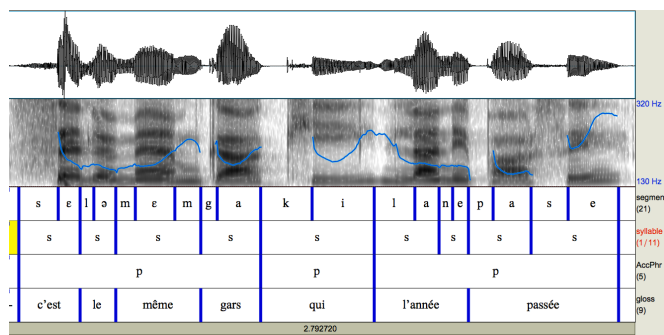 320 Hz
130 Hz
s ɛ l ə m ɛ m g a k i l a n e p a s e
segmen
(21)
s s s s s s s s s
syllable
(1 / 11)
p p p
AccPhr
(5)
- c'est le même gars qui l'année passée
gloss
(9)
2.792720